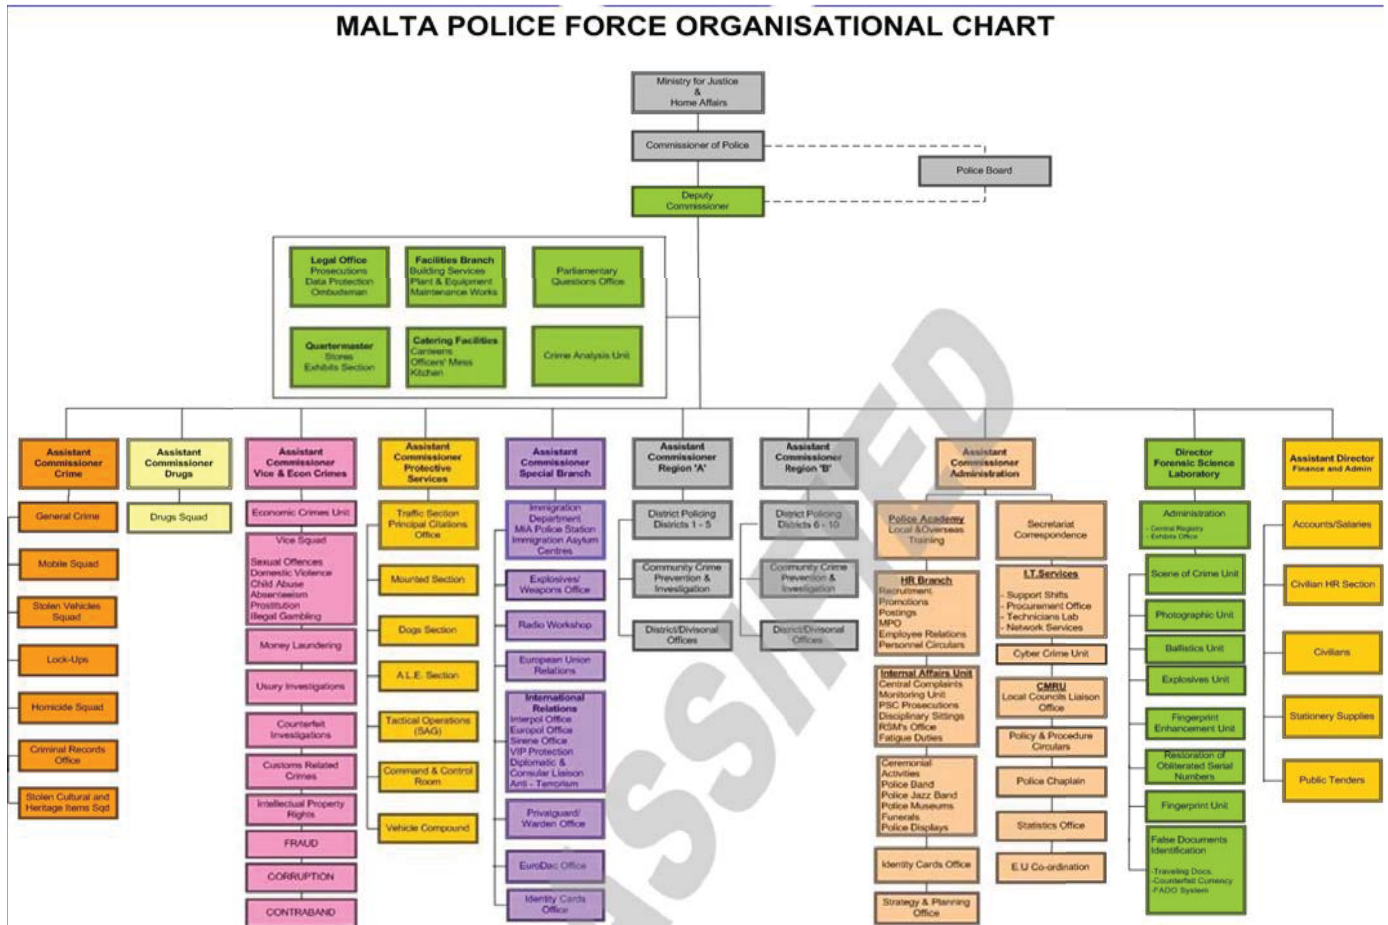 MALTA POLICE FORCE ORGANISATIONAL CHART
Ministry for Justice
&
Home Affairs
Commissioner of Police
Police Board
Deputy
Commissioner
Legal Office
Prosecutions
Data Protection
Ombudsman
Facilities Branch
Building Services
Plant & Equipment
Maintenance Works
Parliamentary
Questions Office
Quartermaster
Stores
Exhibits Section
Catering Facilities
Canteens
Officers' Mess
Kitchen
Crime Analysis Unit
Assistant
Commissioner
Crime
General Crime
Mobile Squad
Stolen Vehicles
Squad
Lock-Ups
Homicide Squad
Criminal Records
Office
Stolen Cultural and
Heritage Items Sqd
Assistant
Commissioner
Drugs
Drugs Squad
Assistant
Commissioner
Vice & Econ Crimes
Economic Crimes Unit
Vice Squad
Sexual Offences
Domestic Violence
Child Abuse
Absenteeism
Prostitution
Illegal Gambling
Money Laundering
Usury Investigations
Counterfeit
Investigations
Customs Related
Crimes
Intellectual Property
Rights
FRAUD
CORRUPTION
CONTRABAND
Assistant
Commissioner
Protective
Services
Traffic Section
Principal Citations
Office
Mounted Section
Dogs Section
A.L.E. Section
Tactical Operations
(SAG)
Command & Control
Room
Vehicle Compound
Assistant
Commissioner
Special Branch
Immigration
Department
MIA Police Station
Immigration Asylum
Centres
Explosives/
Weapons Office
Radio Workshop
European Union
Relations
International
Relations
Interpol Office
Europol Office
Sirene Office
VIP Protection
Diplomatic &
Consular Liaison
Anti - Terrorism
Privatguard/
Warden Office
EuroDac Office
Identity Cards
Office
Assistant
Commissioner
Region 'A'
District Policing
Districts 1 - 5
Community Crime
Prevention &
Investigation
District/Divisonal
Offices
Assistant
Commissioner
Region 'B'
District Policing
Districts 6 - 10
Community Crime
Prevention &
Investigation
District/Divisional
Offices
Assistant
Commissioner
Administration
Police Academy
Local &Overseas
Training
HR Branch
Recruitment
Promotions
Postings
MPO
Employee Relations
Personnel Circulars
Internal Affairs Unit
Central Complaints
Monitoring Unit
PSC Prosecutions
Disciplinary Sittings
RSM's Office
Fatigue Duties
Ceremonial
Activities
Police Band
Police Jazz Band
Police Museums
Funerals
Police Displays
Identity Cards Office
Strategy & Planning
Office
Secretariat
Correspondence
I.T.Services
- Support Shifts
- Procurement Office
- Technicians Lab
- Network Services
Cyber Crime Unit
CMRU
Local Councils Liaison
Office
Policy & Procedure
Circulars
Police Chaplain
Statistics Office
E.U Co-ordination
Director
Forensic Science
Laboratory
Administration
- Central Registry
- Exhibits Office
Scene of Crime Unit
Photographic Unit
Ballistics Unit
Explosives Unit
Fingerprint
Enhancement Unit
Restoration of
Obliterated Serial
Numbers
Fingerprint Unit
False Documents
Identification
-Traveling Docs.
-Counterfeit Currency
-FADO System
Assistant Director
Finance and Admin
Accounts/Salaries
Civilian HR Section
Civilians
Stationery Supplies
Public Tenders
ASSIFIED